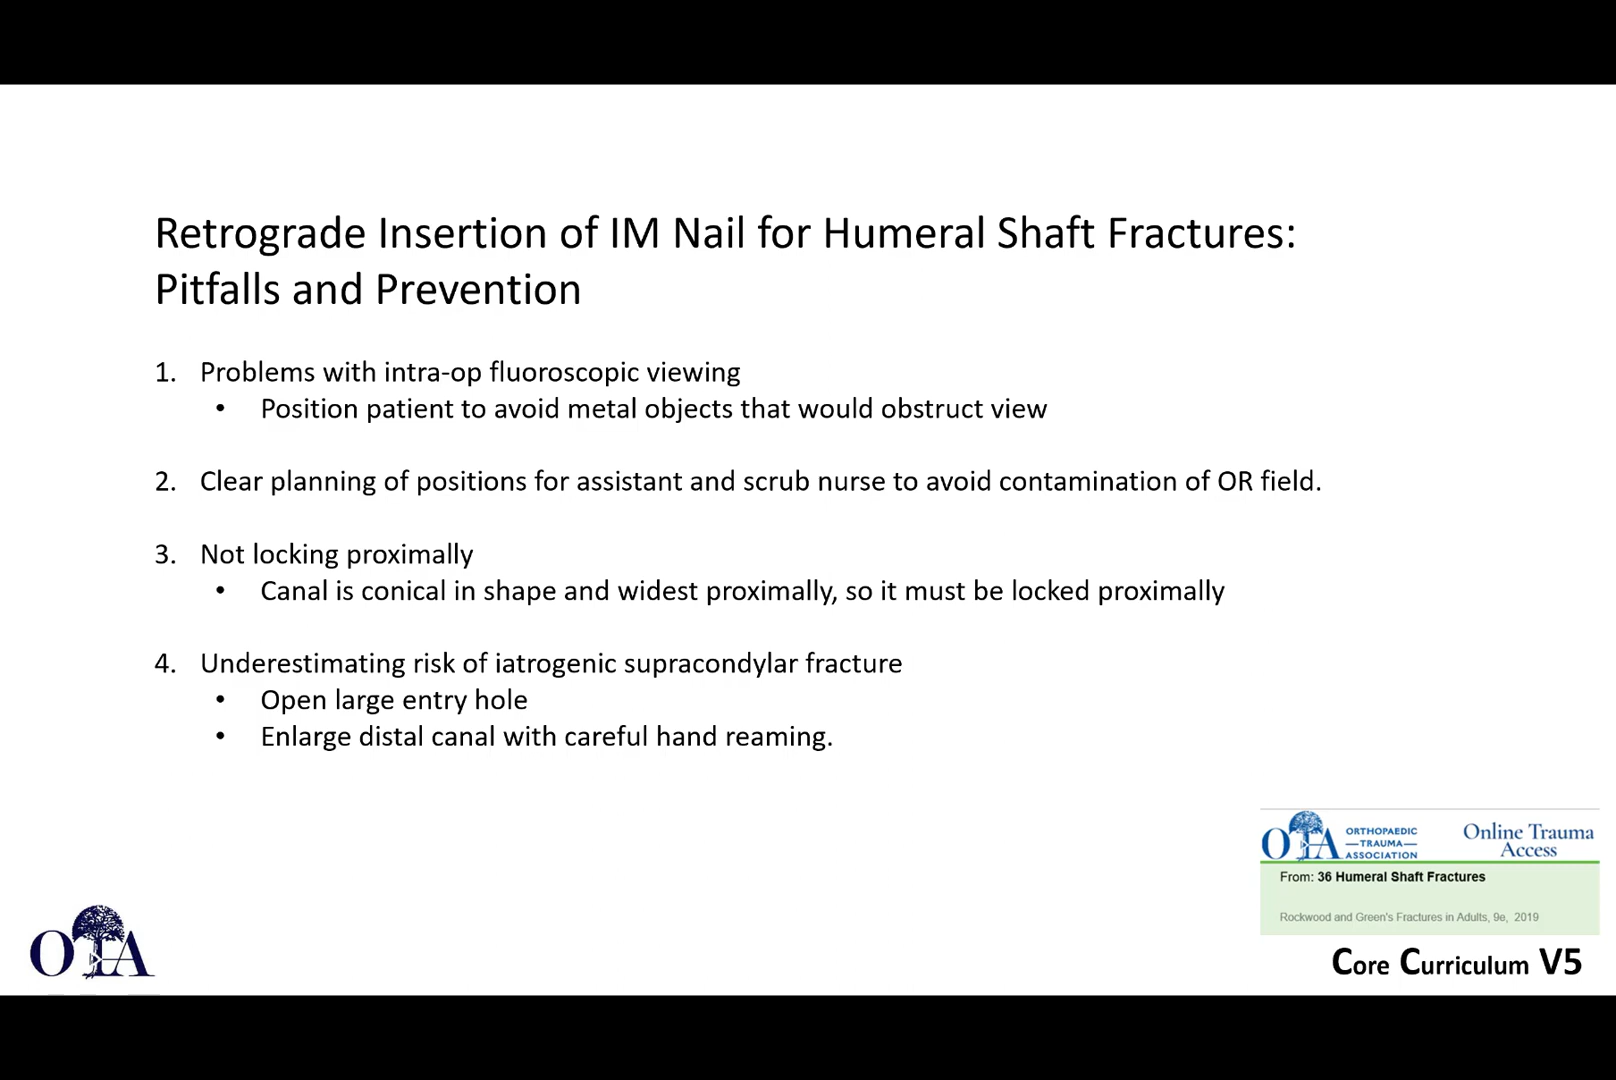 Retrograde Insertion of IM Nail for Humeral Shaft Fractures:
Pitfalls and Prevention
1. Problems with intra-op fluoroscopic viewing
• Position patient to avoid metal objects that would obstruct view
2. Clear planning of positions for assistant and scrub nurse to avoid contamination of OR field.
3. Not locking proximally
• Canal is conical in shape and widest proximally, so it must be locked proximally
4. Underestimating risk of iatrogenic supracondylar fracture
• Open large entry hole
• Enlarge distal canal with careful hand reaming.
OTA
ORTHOPAEDIC
—TRAUMA—
ASSOCIATION
Online Trauma
Access
From: 36 Humeral Shaft Fractures
Rockwood and Green's Fractures in Adults, 9e, 2019
OTA
Core Curriculum V5